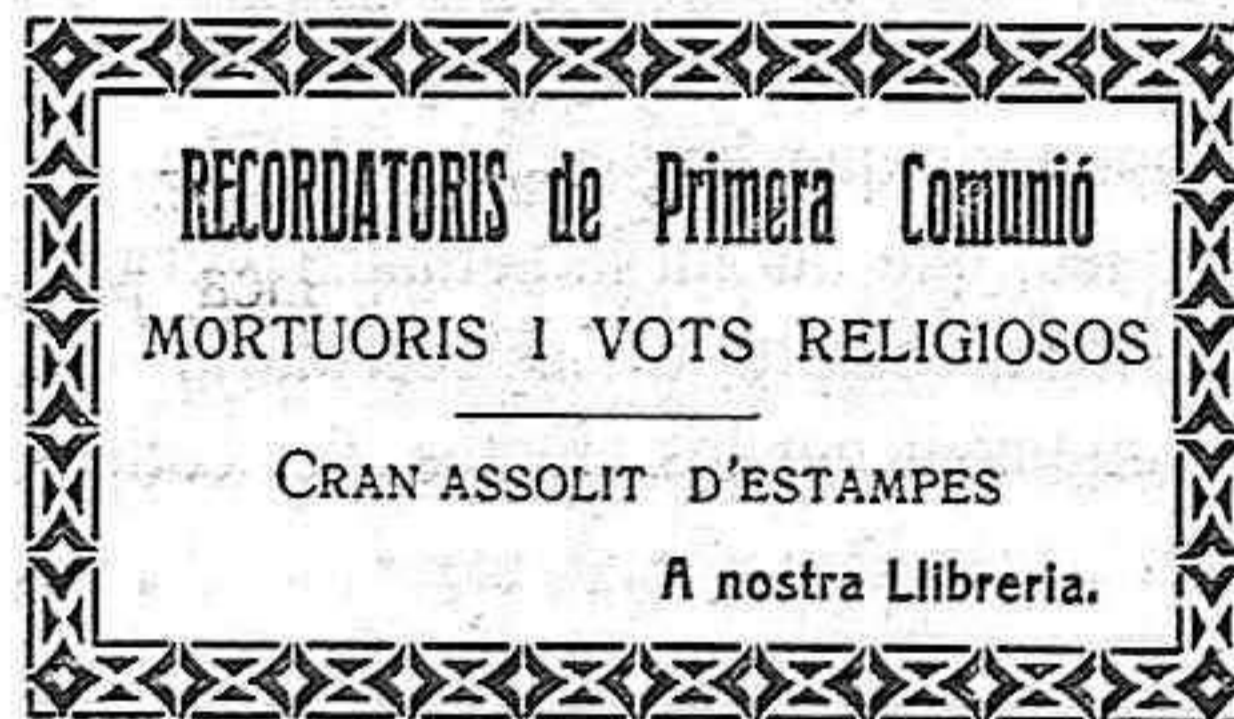 RECORDATORIS de Primera Comunió
MORTUORIS I VOTS RELIGIOSOS
CRAN ASSOLIT D'ESTAMPES
A nostra Llibreria.